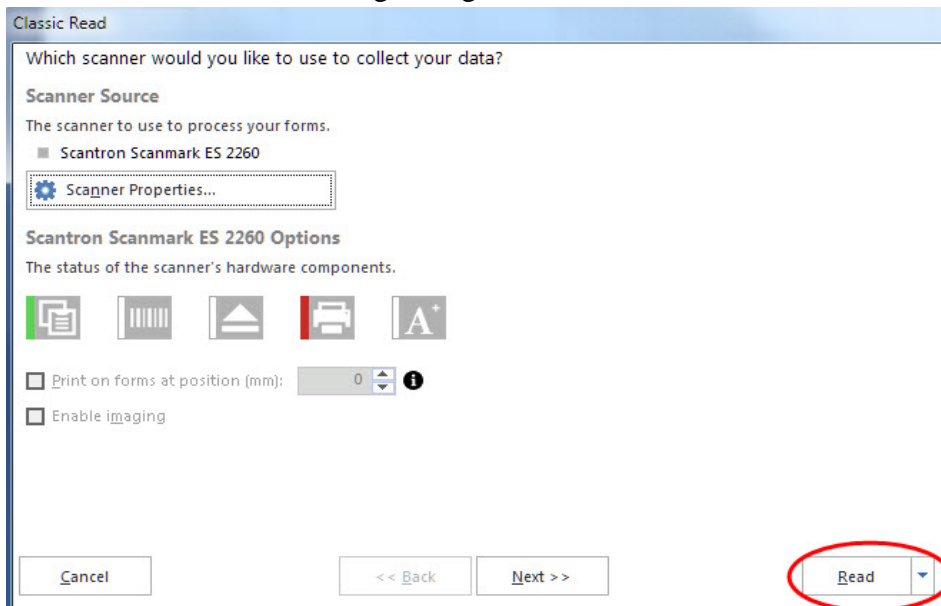 Classic Read
Which scanner would you like to use to collect your data?
Scanner Source
The scanner to use to process your forms.
Scantron Scanmark ES 2260
Scanner Properties...
Scantron Scanmark ES 2260 Options
The status of the scanner's hardware components.
A+
Print on forms at position (mm): 0
Enable imaging
Cancel << Back Next >> Read